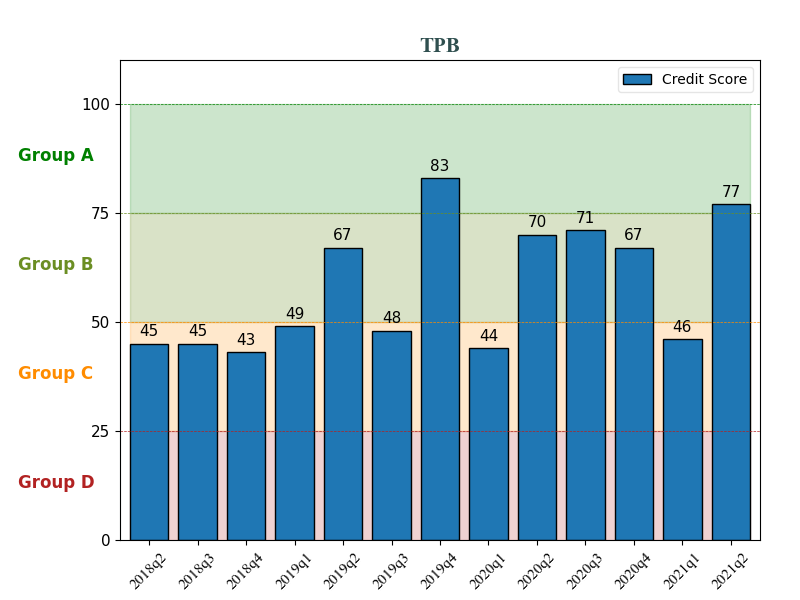 TPB
Credit Score
100
Group A
83
77
75
67
70
71
67
Group B
50
45
45
43
49
48
44
46
Group C
25
Group D
0
2018q2
2018q3
2018q4
2019q1
2019q2
2019q3
2019q4
2020q1
2020q2
2020q3
2020q4
2021q1
2021q2